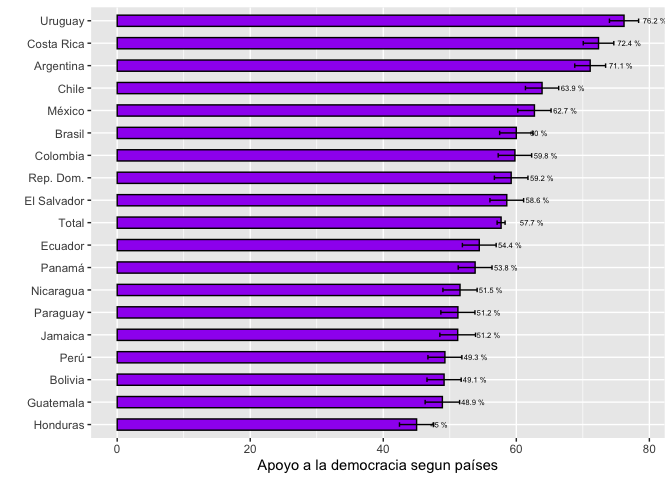 Uruguay 76.2 %
Costa Rica 72.4 %
Argentina 71.1 %
Chile 63.9 %
México 62.7 %
Brasil 60 %
Colombia 59.8 %
Rep. Dom. 59.2 %
El Salvador 58.6 %
Total 57.7 %
Ecuador 54.4 %
Panamá 53.8 %
Nicaragua 51.5 %
Paraguay 51.2 %
Jamaica 51.2 %
Perú 49.3 %
Bolivia 49.1 %
Guatemala 48.9 %
Honduras 45 %
0 20 40 60 80
Apoyo a la democracia segun países